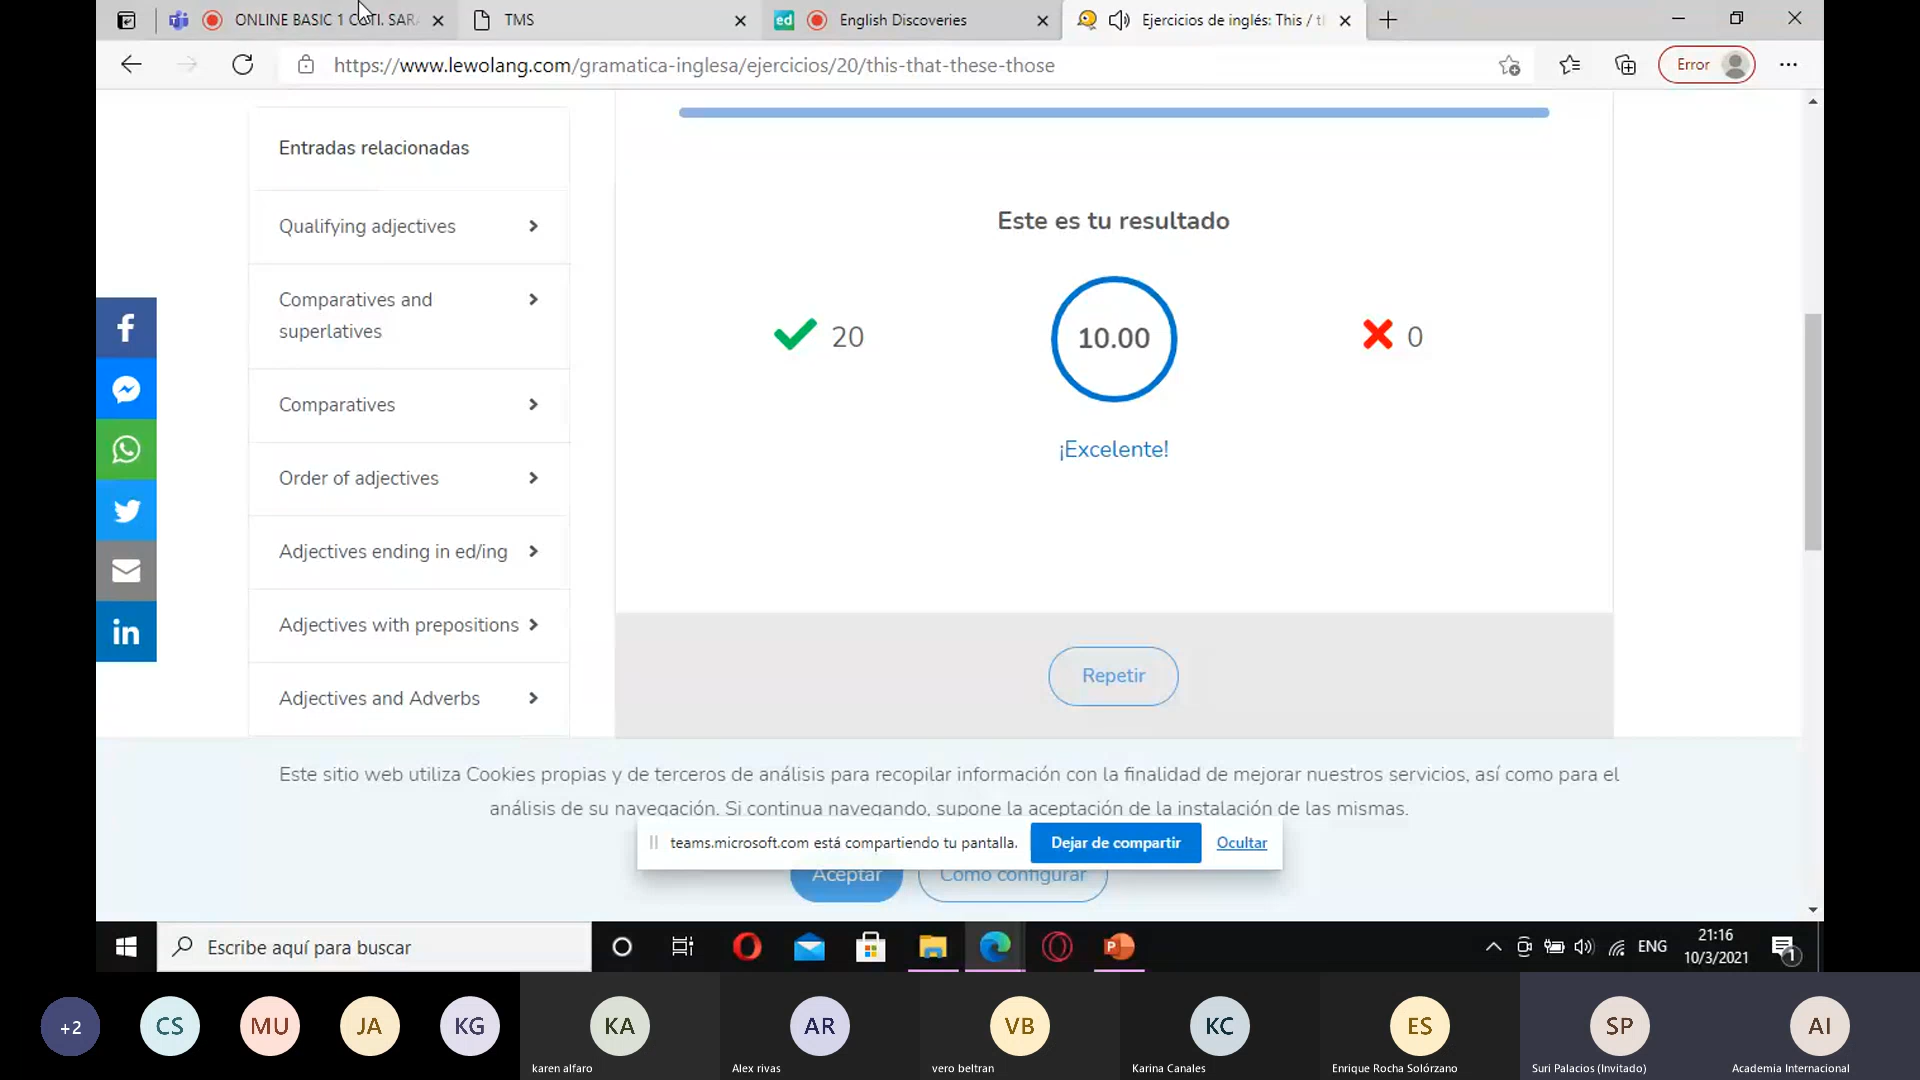 ONLINE BASIC 1 COTI. SARA
TMS
ed
English Discoveries
Ejercicios de inglés: This / t
https://www.lewolang.com/gramatica-inglesa/ejercicios/20/this-that-these-those
Error
Entradas relacionadas
Qualifying adjectives
Comparatives and
superlatives
Comparatives
Order of adjectives
Adjectives ending in ed/ing
Adjectives with prepositions
Adjectives and Adverbs
Este es tu resultado
20
10.00
0
¡Excelente!
Repetir
Este sitio web utiliza Cookies propias y de terceros de análisis para recopilar información con la finalidad de mejorar nuestros servicios, así como para el
análisis de su navegación. Si continua navegando, supone la aceptación de la instalación de las mismas.
teams.microsoft.com está compartiendo tu pantalla.
Dejar de compartir
Ocultar
Aceptar
Como configurar
Escribe aquí para buscar
ENG
21:16
10/3/2021
1
+2
CS
MU
JA
KG
KA
karen alfaro
AR
Alex rivas
VB
vero beltran
KC
Karina Canales
ES
Enrique Rocha Solórzano
SP
Suri Palacios (Invitado)
AI
Academia Internacional